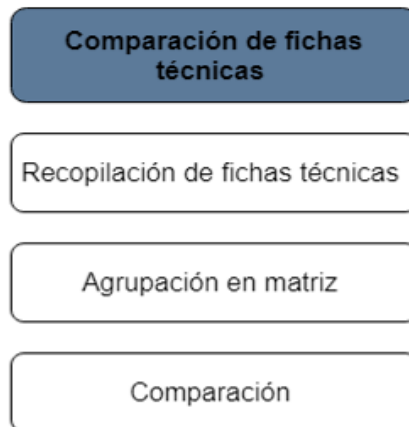 Comparación de fichas
técnicas
Recopilación de fichas técnicas
Agrupación en matriz
Comparación